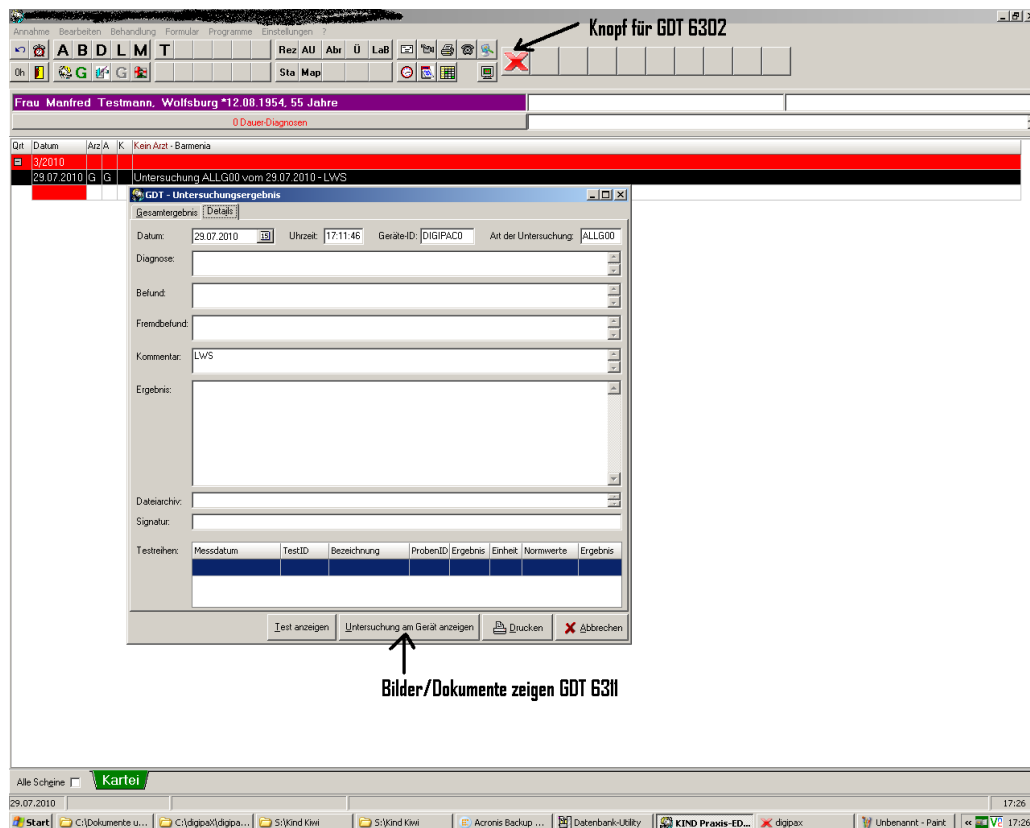 Knopf für GDT 6302
Annahme Bearbeiten Behandlung Formular Programme Einstellungen ?
A B D L M T Rez AU Abr Ü LaB
0h G G Sta Map
Frau Manfred Testmann, Wolfsburg *12.08.1954, 55 Jahre
0 Dauer-Diagnosen
Qrt Datum Arz A K Kein Arzt - Barmenia
3/2010
29.07.2010 G G Untersuchung ALLG00 vom 29.07.2010 - LWS
GDT - Untersuchungsergebnis
Gesamtergebnis Details
Datum: 29.07.2010 15 Uhrzeit: 17:11:46 Geräte-ID: DIGIPAC0 Art der Untersuchung: ALLG00
Diagnose:
Befund:
Fremdbefund:
Kommentar: LWS
Ergebnis:
Dateiarchiv:
Signatur:
Testreihen: Messdatum TestID Bezeichnung ProbenID Ergebnis Einheit Normwerte Ergebnis
Test anzeigen Untersuchung am Gerät anzeigen Drucken Abbrechen
Bilder/Dokumente zeigen GDT 6311
Alle Scheine Kartei
29.07.2010 17:26
Start C:\Dokumente u... C:\digipaX\digipa... S:\Kind Kiwi S:\Kind Kiwi Acronis Backup ... Datenbank-Utility KIND Praxis-ED... digipax Unbenannt - Paint « 17:26